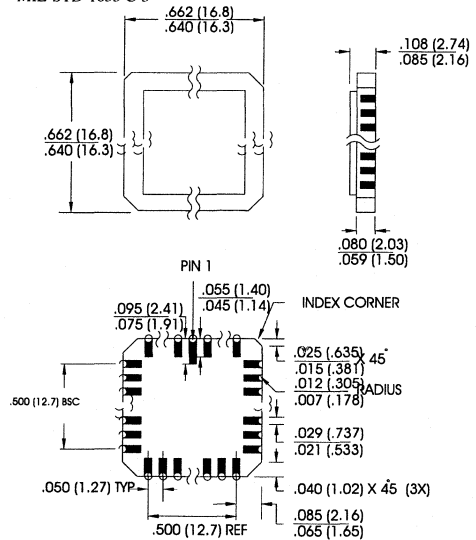 .662 (16.8)
.640 (16.3)
.108 (2.74)
.085 (2.16)
.662 (16.8)
.640 (16.3)
.080 (2.03)
.059 (1.50)
PIN 1
.055 (1.40)
.045 (1.14)
INDEX CORNER
.095 (2.41)
.075 (1.91)
.025 (.635)
.015 (.381) X 45°
.012 (.305)
.007 (.178) RADIUS
.500 (12.7) BSC
.029 (.737)
.021 (.533)
.050 (1.27) TYP
.040 (1.02) X 45° (3X)
.085 (2.16)
.065 (1.65)
.500 (12.7) REF